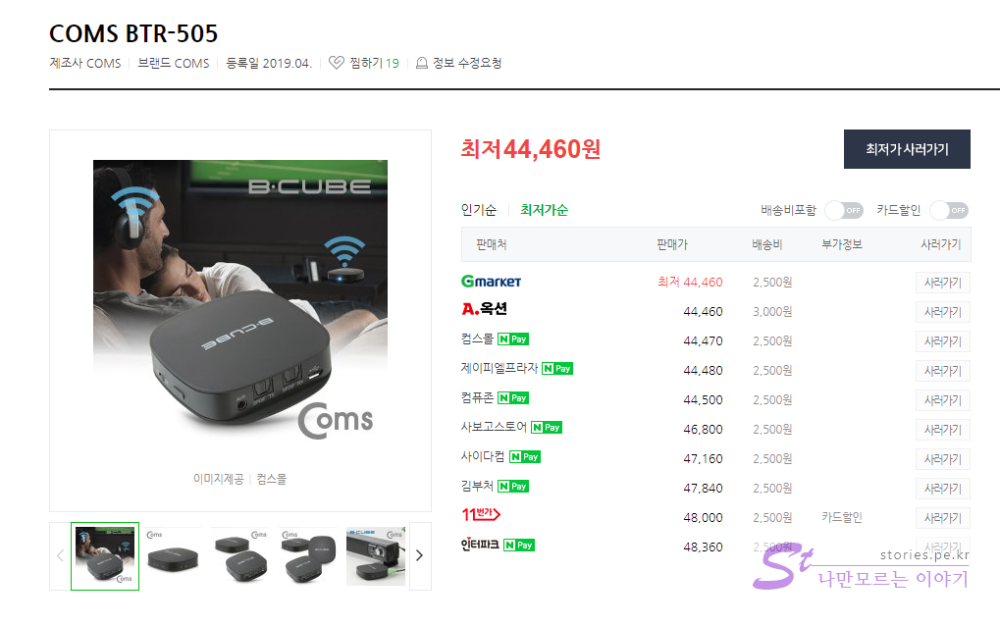 COMS BTR-505
제조사 COMS 브랜드 COMS 등록일 2019.04. 찜하기 19 정보 수정요청
B·CUBE
B·CUBE
Coms
이미지제공 컴스몰
최저 44,460원
최저가 사러가기
인기순 최저가순 배송비포함 OFF 카드할인 OFF
판매처 판매가 배송비 부가정보 사러가기
Gmarket 최저 44,460 2,500원 사러가기
A.옥션 44,460 3,000원 사러가기
컴스몰 N Pay 44,470 2,500원 사러가기
제이피엘프라자 N Pay 44,480 2,500원 사러가기
컴퓨존 N Pay 44,500 2,500원 사러가기
사보고스토어 N Pay 46,800 2,500원 사러가기
사이다컴 N Pay 47,160 2,500원 사러가기
김부처 N Pay 47,840 2,500원 사러가기
11번가 48,000 2,500원 카드할인 사러가기
인터파크 N Pay 48,360 2,500원 사러가기
St stories.pe.kr
나만모르는 이야기